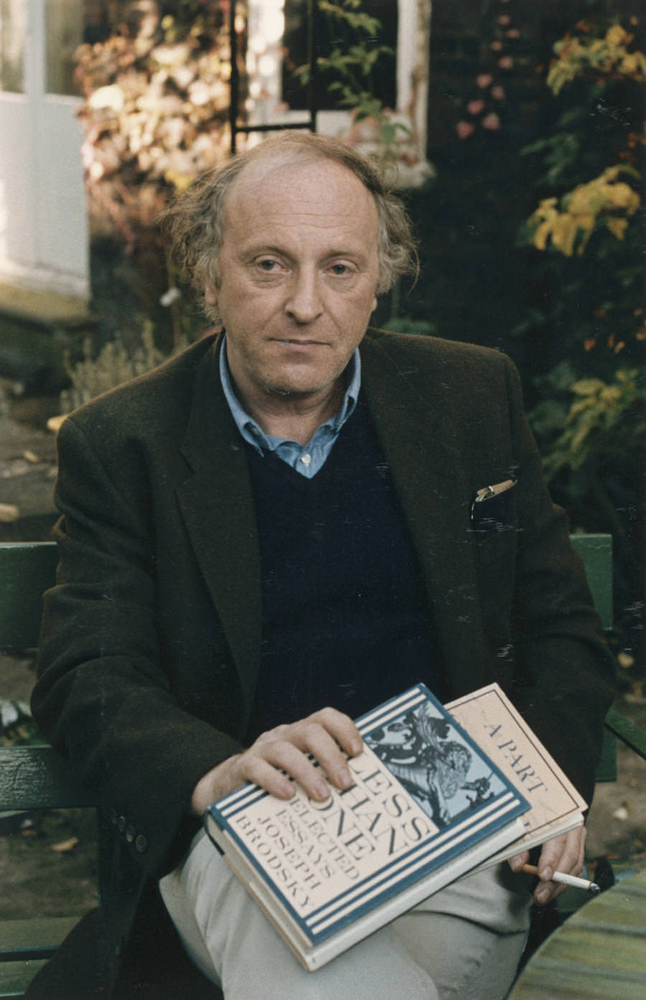 LESS
THAN
ONE
SELECTED
ESSAYS
JOSEPH
BRODSKY
A PART